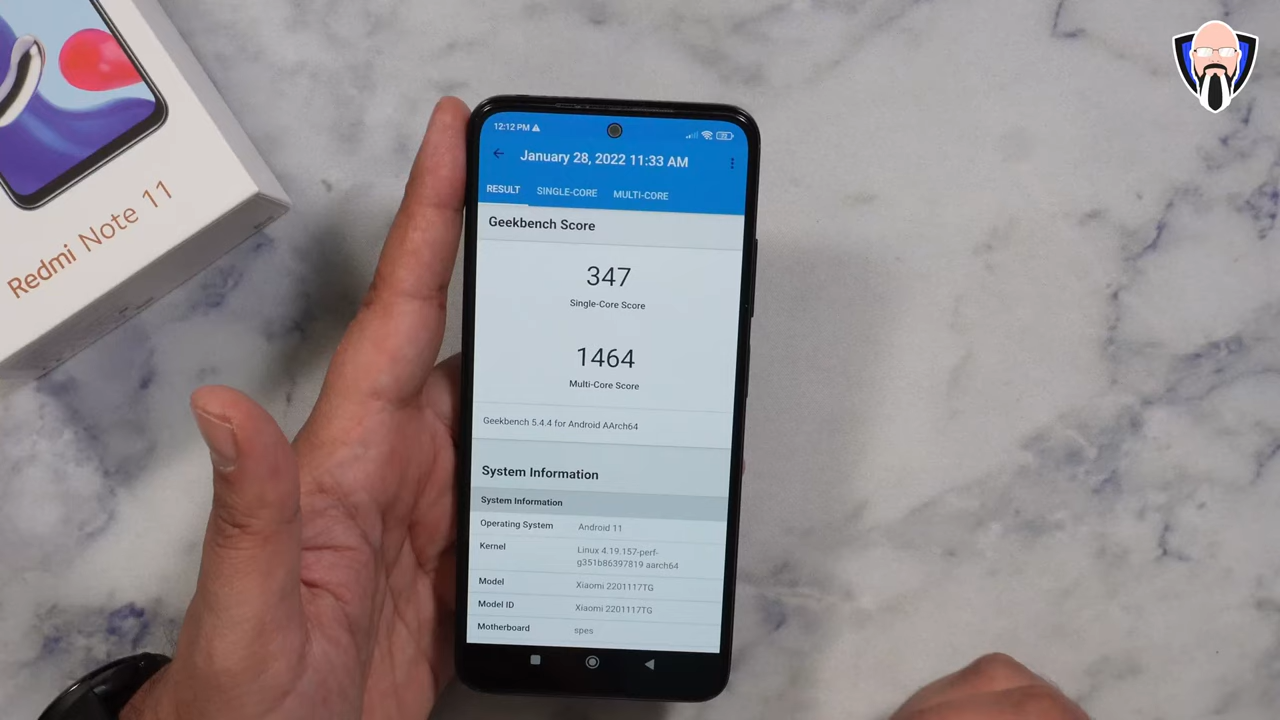 Redmi Note 11
12:12 PM
January 28, 2022 11:33 AM
RESULT SINGLE-CORE MULTI-CORE
Geekbench Score
347
Single-Core Score
1464
Multi-Core Score
Geekbench 5.4.4 for Android AArch64
System Information
System Information
Operating System Android 11
Kernel Linux 4.19.157-perf-
g351b86397819 aarch64
Model Xiaomi 2201117TG
Model ID Xiaomi 2201117TG
Motherboard spes